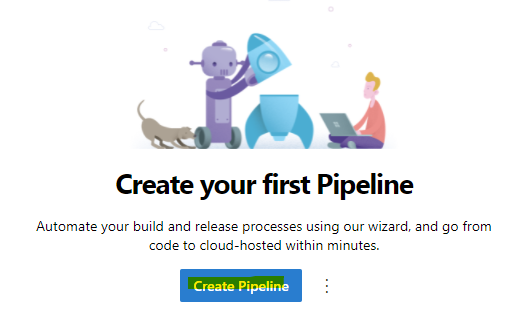 Create your first Pipeline
Automate your build and release processes using our wizard, and go from
code to cloud-hosted within minutes.
Create Pipeline